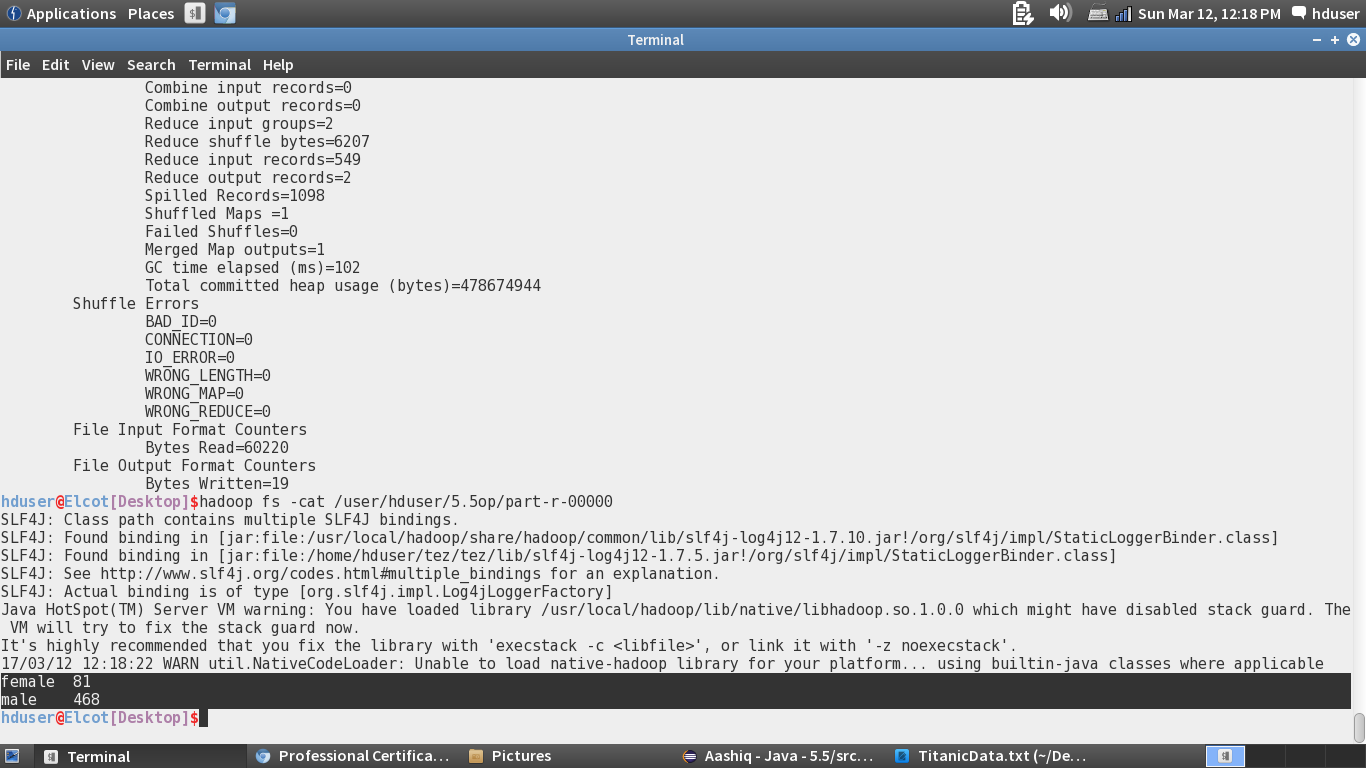 Applications Places Sun Mar 12, 12:18 PM hduser
Terminal
File Edit View Search Terminal Help
Combine input records=0
Combine output records=0
Reduce input groups=2
Reduce shuffle bytes=6207
Reduce input records=549
Reduce output records=2
Spilled Records=1098
Shuffled Maps =1
Failed Shuffles=0
Merged Map outputs=1
GC time elapsed (ms)=102
Total committed heap usage (bytes)=478674944
Shuffle Errors
BAD_ID=0
CONNECTION=0
IO_ERROR=0
WRONG_LENGTH=0
WRONG_MAP=0
WRONG_REDUCE=0
File Input Format Counters
Bytes Read=60220
File Output Format Counters
Bytes Written=19
hduser@Elcot[Desktop]$hadoop fs -cat /user/hduser/5.5op/part-r-00000
SLF4J: Class path contains multiple SLF4J bindings.
SLF4J: Found binding in [jar:file:/usr/local/hadoop/share/hadoop/common/lib/slf4j-log4j12-1.7.10.jar!/org/slf4j/impl/StaticLoggerBinder.class]
SLF4J: Found binding in [jar:file:/home/hduser/tez/tez/lib/slf4j-log4j12-1.7.5.jar!/org/slf4j/impl/StaticLoggerBinder.class]
SLF4J: See http://www.slf4j.org/codes.html#multiple_bindings for an explanation.
SLF4J: Actual binding is of type [org.slf4j.impl.Log4jLoggerFactory]
Java HotSpot(TM) Server VM warning: You have loaded library /usr/local/hadoop/lib/native/libhadoop.so.1.0.0 which might have disabled stack guard. The
VM will try to fix the stack guard now.
It's highly recommended that you fix the library with 'execstack -c <libfile>', or link it with '-z noexecstack'.
17/03/12 12:18:22 WARN util.NativeCodeLoader: Unable to load native-hadoop library for your platform... using builtin-java classes where applicable
female 81
male 468
hduser@Elcot[Desktop]$
Terminal Professional Certifica... Pictures Aashiq - Java - 5.5/src... TitanicData.txt (~/De...